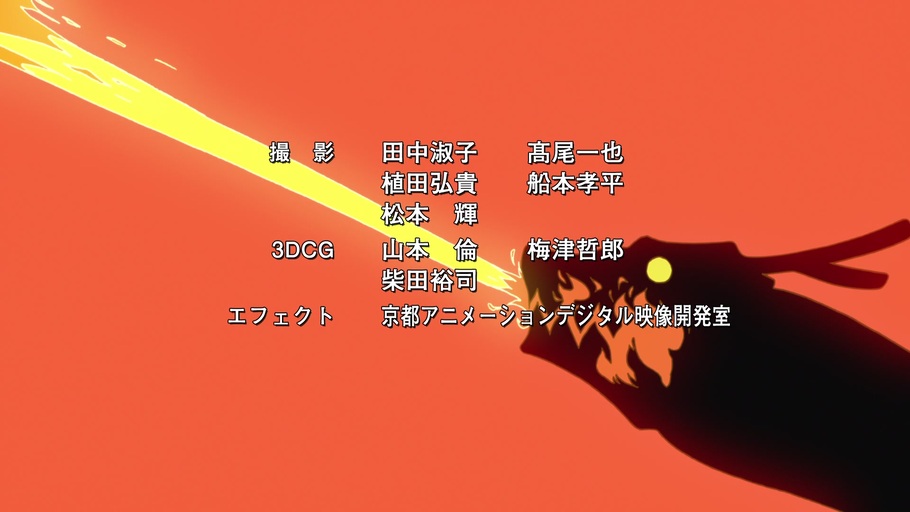 撮　影　田中淑子　髙尾一也
植田弘貴　船本孝平
松本　輝
3DCG　山本　倫　梅津哲郎
柴田裕司
エフェクト　京都アニメーションデジタル映像開発室